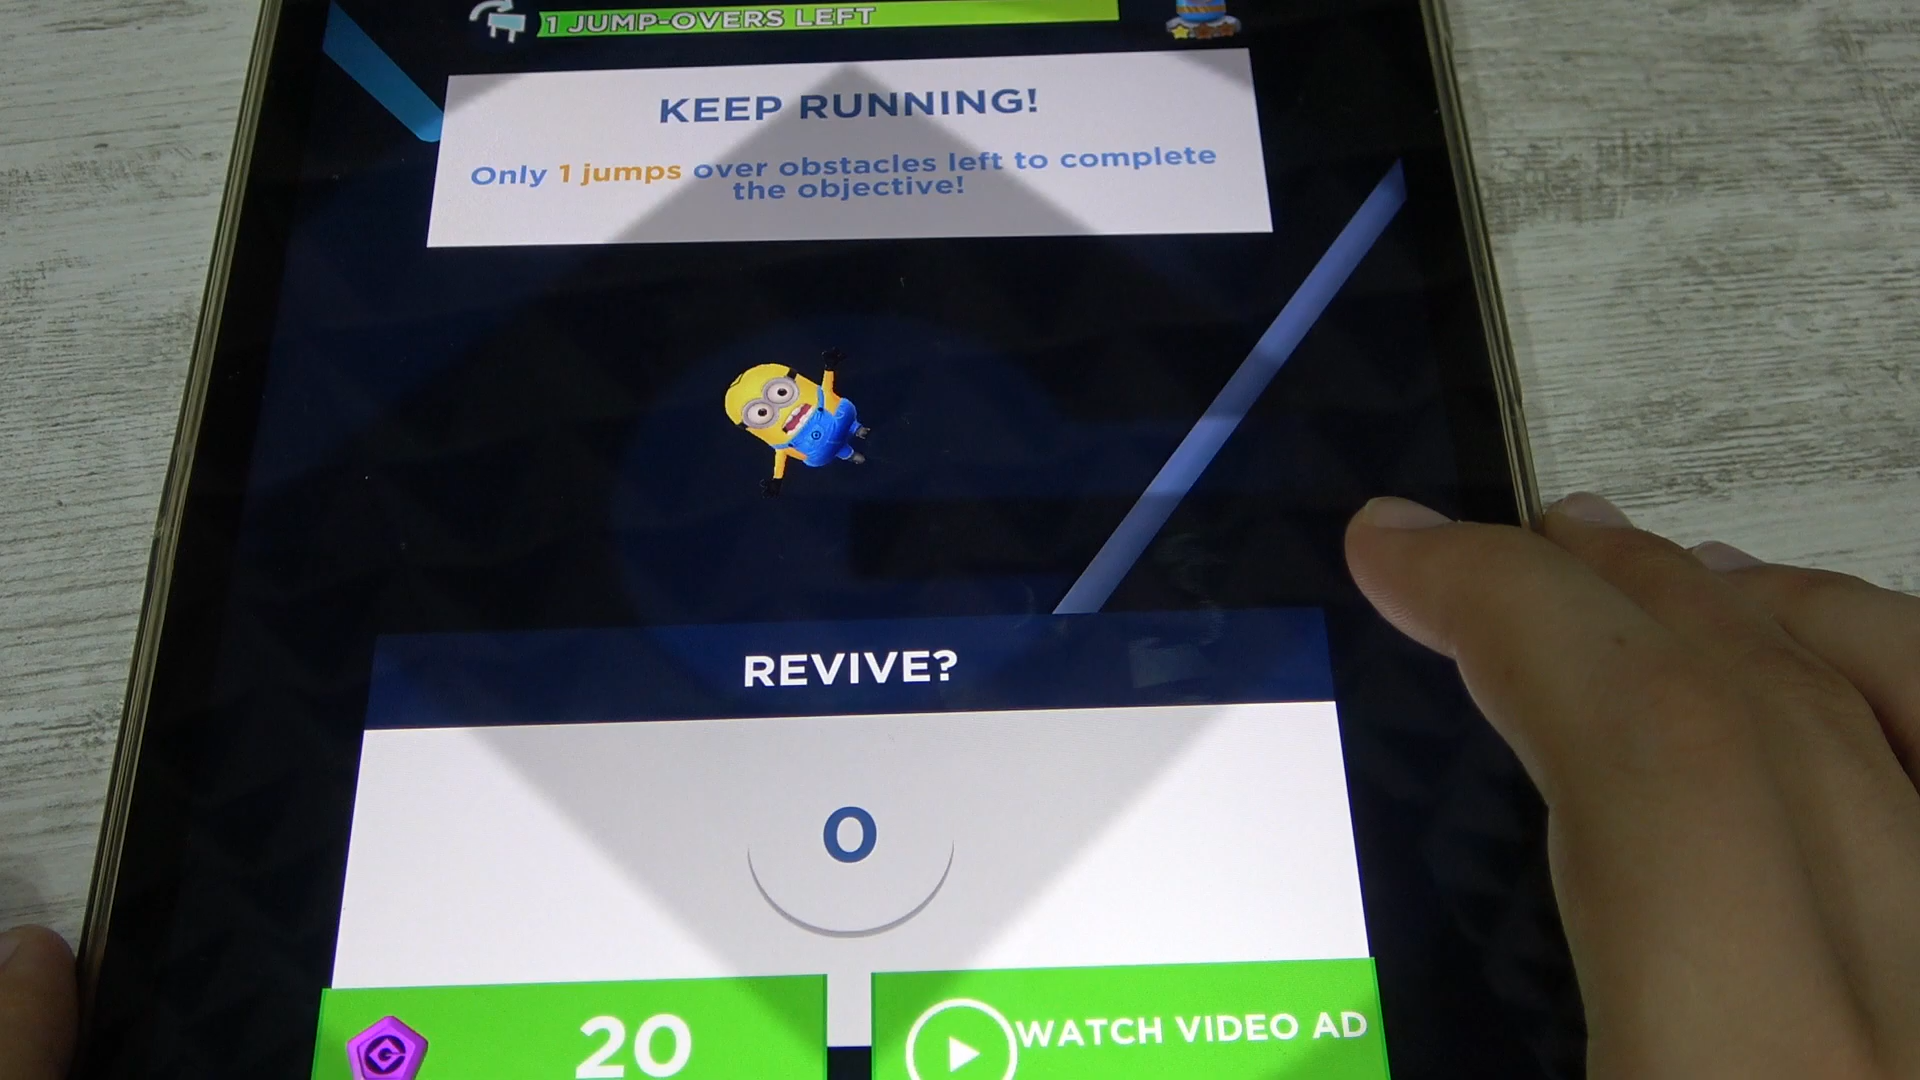 1 JUMP-OVERS LEFT
KEEP RUNNING!
Only 1 jumps over obstacles left to complete
the objective!
REVIVE?
0
20
WATCH VIDEO AD